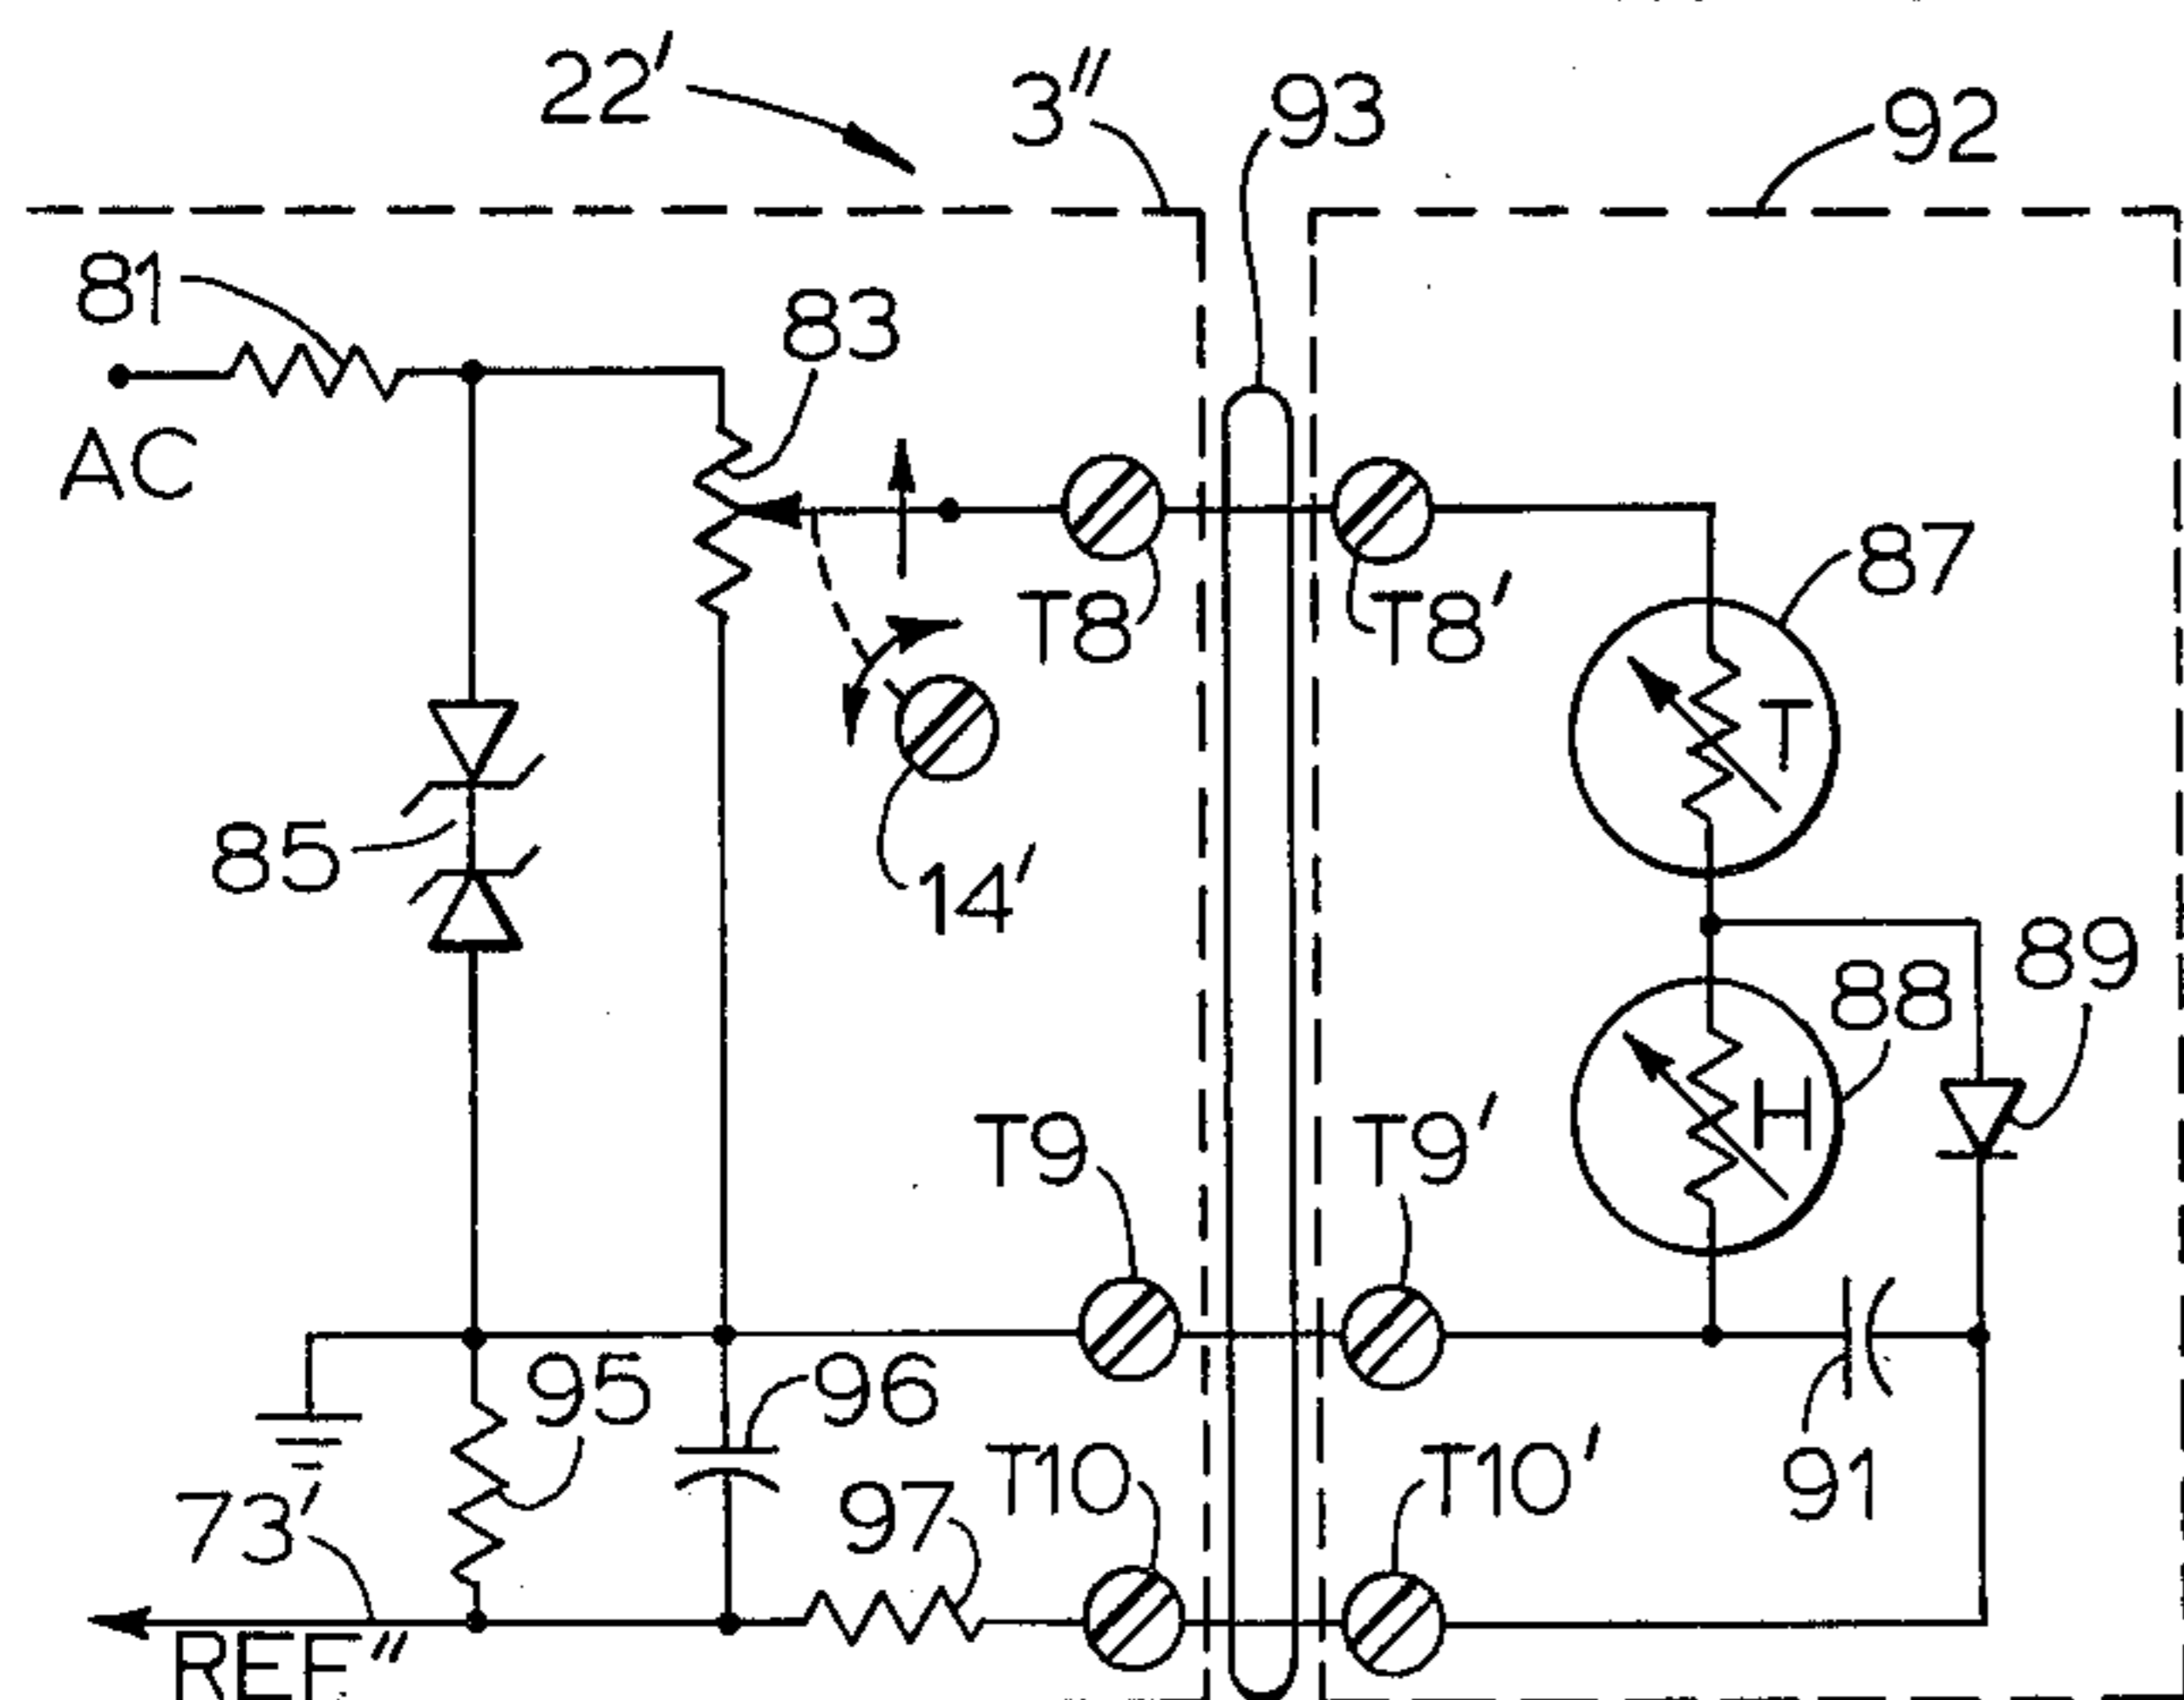 22′ 3″ 93 92
81 83
AC
T8 T8′ 87
T
85 14′ 89
88
H
T9 T9′
95 96 T10 T10′ 91
73′ 97
REF″